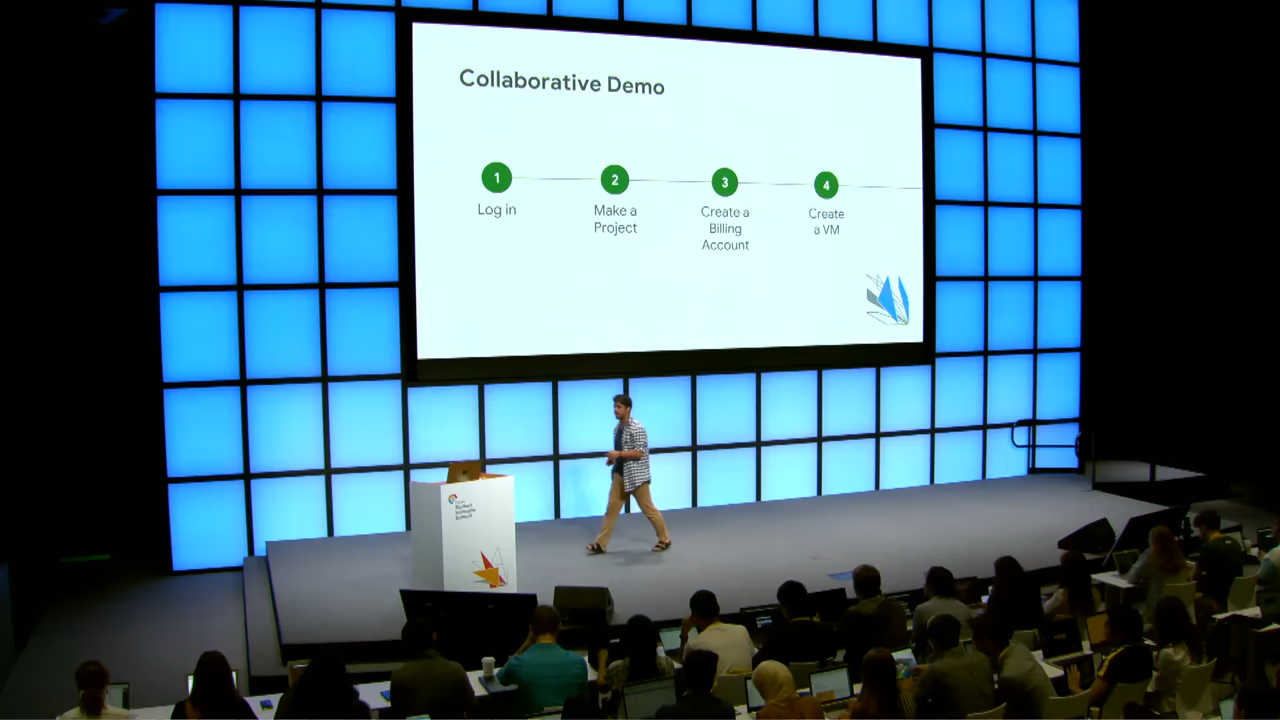 Collaborative Demo
1
2
3
4
Log in
Make a
Project
Create a
Billing
Account
Create
a VM